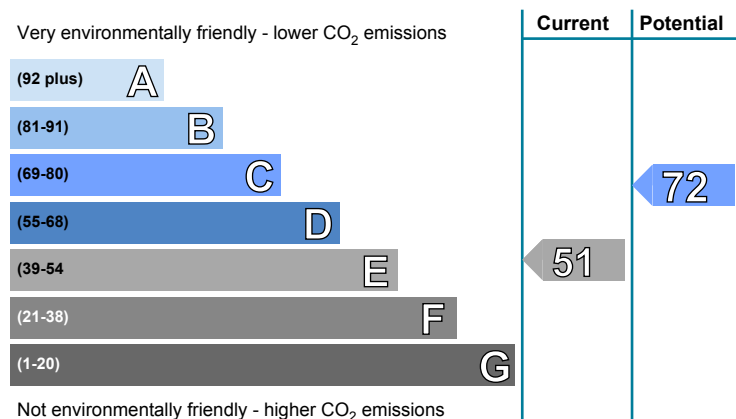 Current Potential
Very environmentally friendly - lower CO₂ emissions
(92 plus) A
(81-91) B
(69-80) C
72
(55-68) D
(39-54 E
51
(21-38) F
(1-20) G
Not environmentally friendly - higher CO₂ emissions